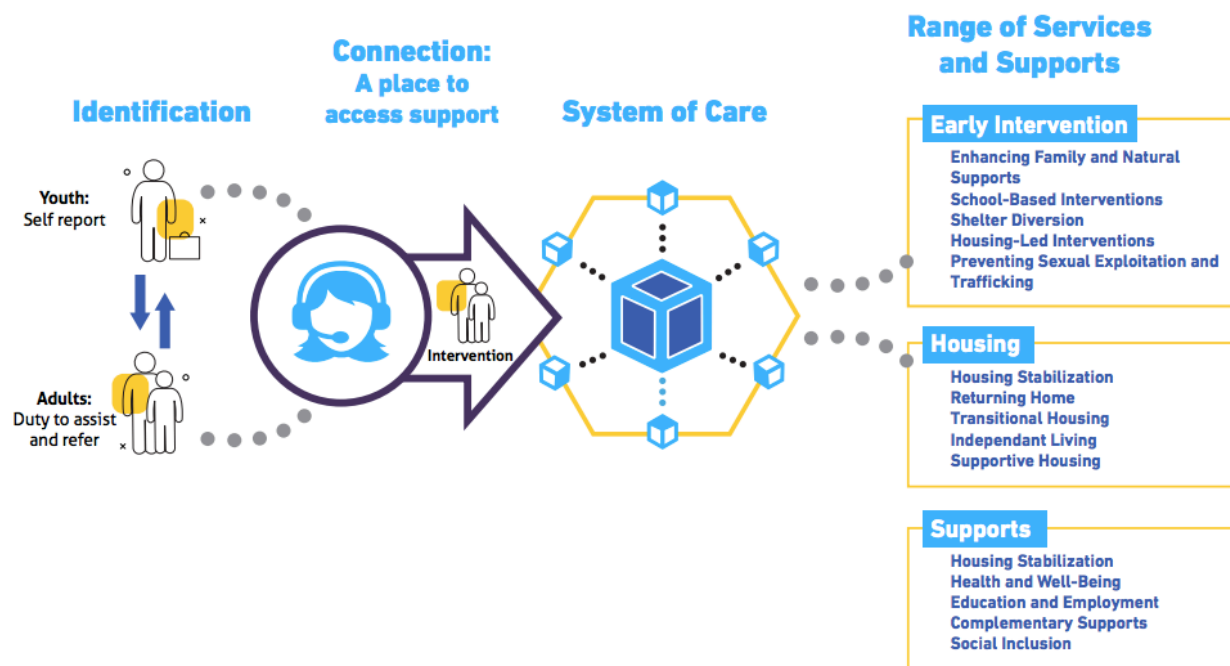 Identification
Youth:
Self report
Adults:
Duty to assist
and refer
Connection:
A place to
access support
Intervention
System of Care
Range of Services
and Supports
Early Intervention
Enhancing Family and Natural
Supports
School-Based Interventions
Shelter Diversion
Housing-Led Interventions
Preventing Sexual Exploitation and
Trafficking
Housing
Housing Stabilization
Returning Home
Transitional Housing
Independant Living
Supportive Housing
Supports
Housing Stabilization
Health and Well-Being
Education and Employment
Complementary Supports
Social Inclusion